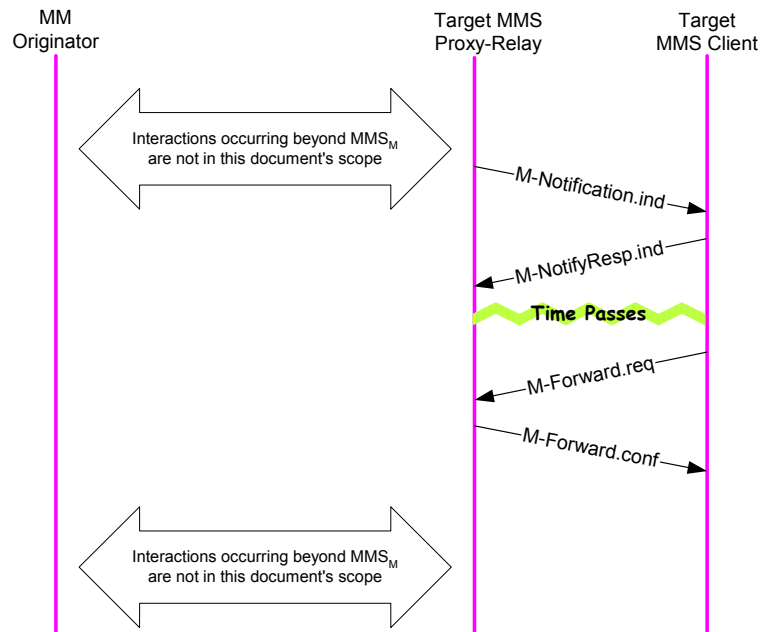 MM
Originator
Target MMS
Proxy-Relay
Target
MMS Client
Interactions occurring beyond MMSM
are not in this document's scope
M-Notification.ind
M-NotifyResp.ind
Time Passes
M-Forward.req
M-Forward.conf
Interactions occurring beyond MMSM
are not in this document's scope